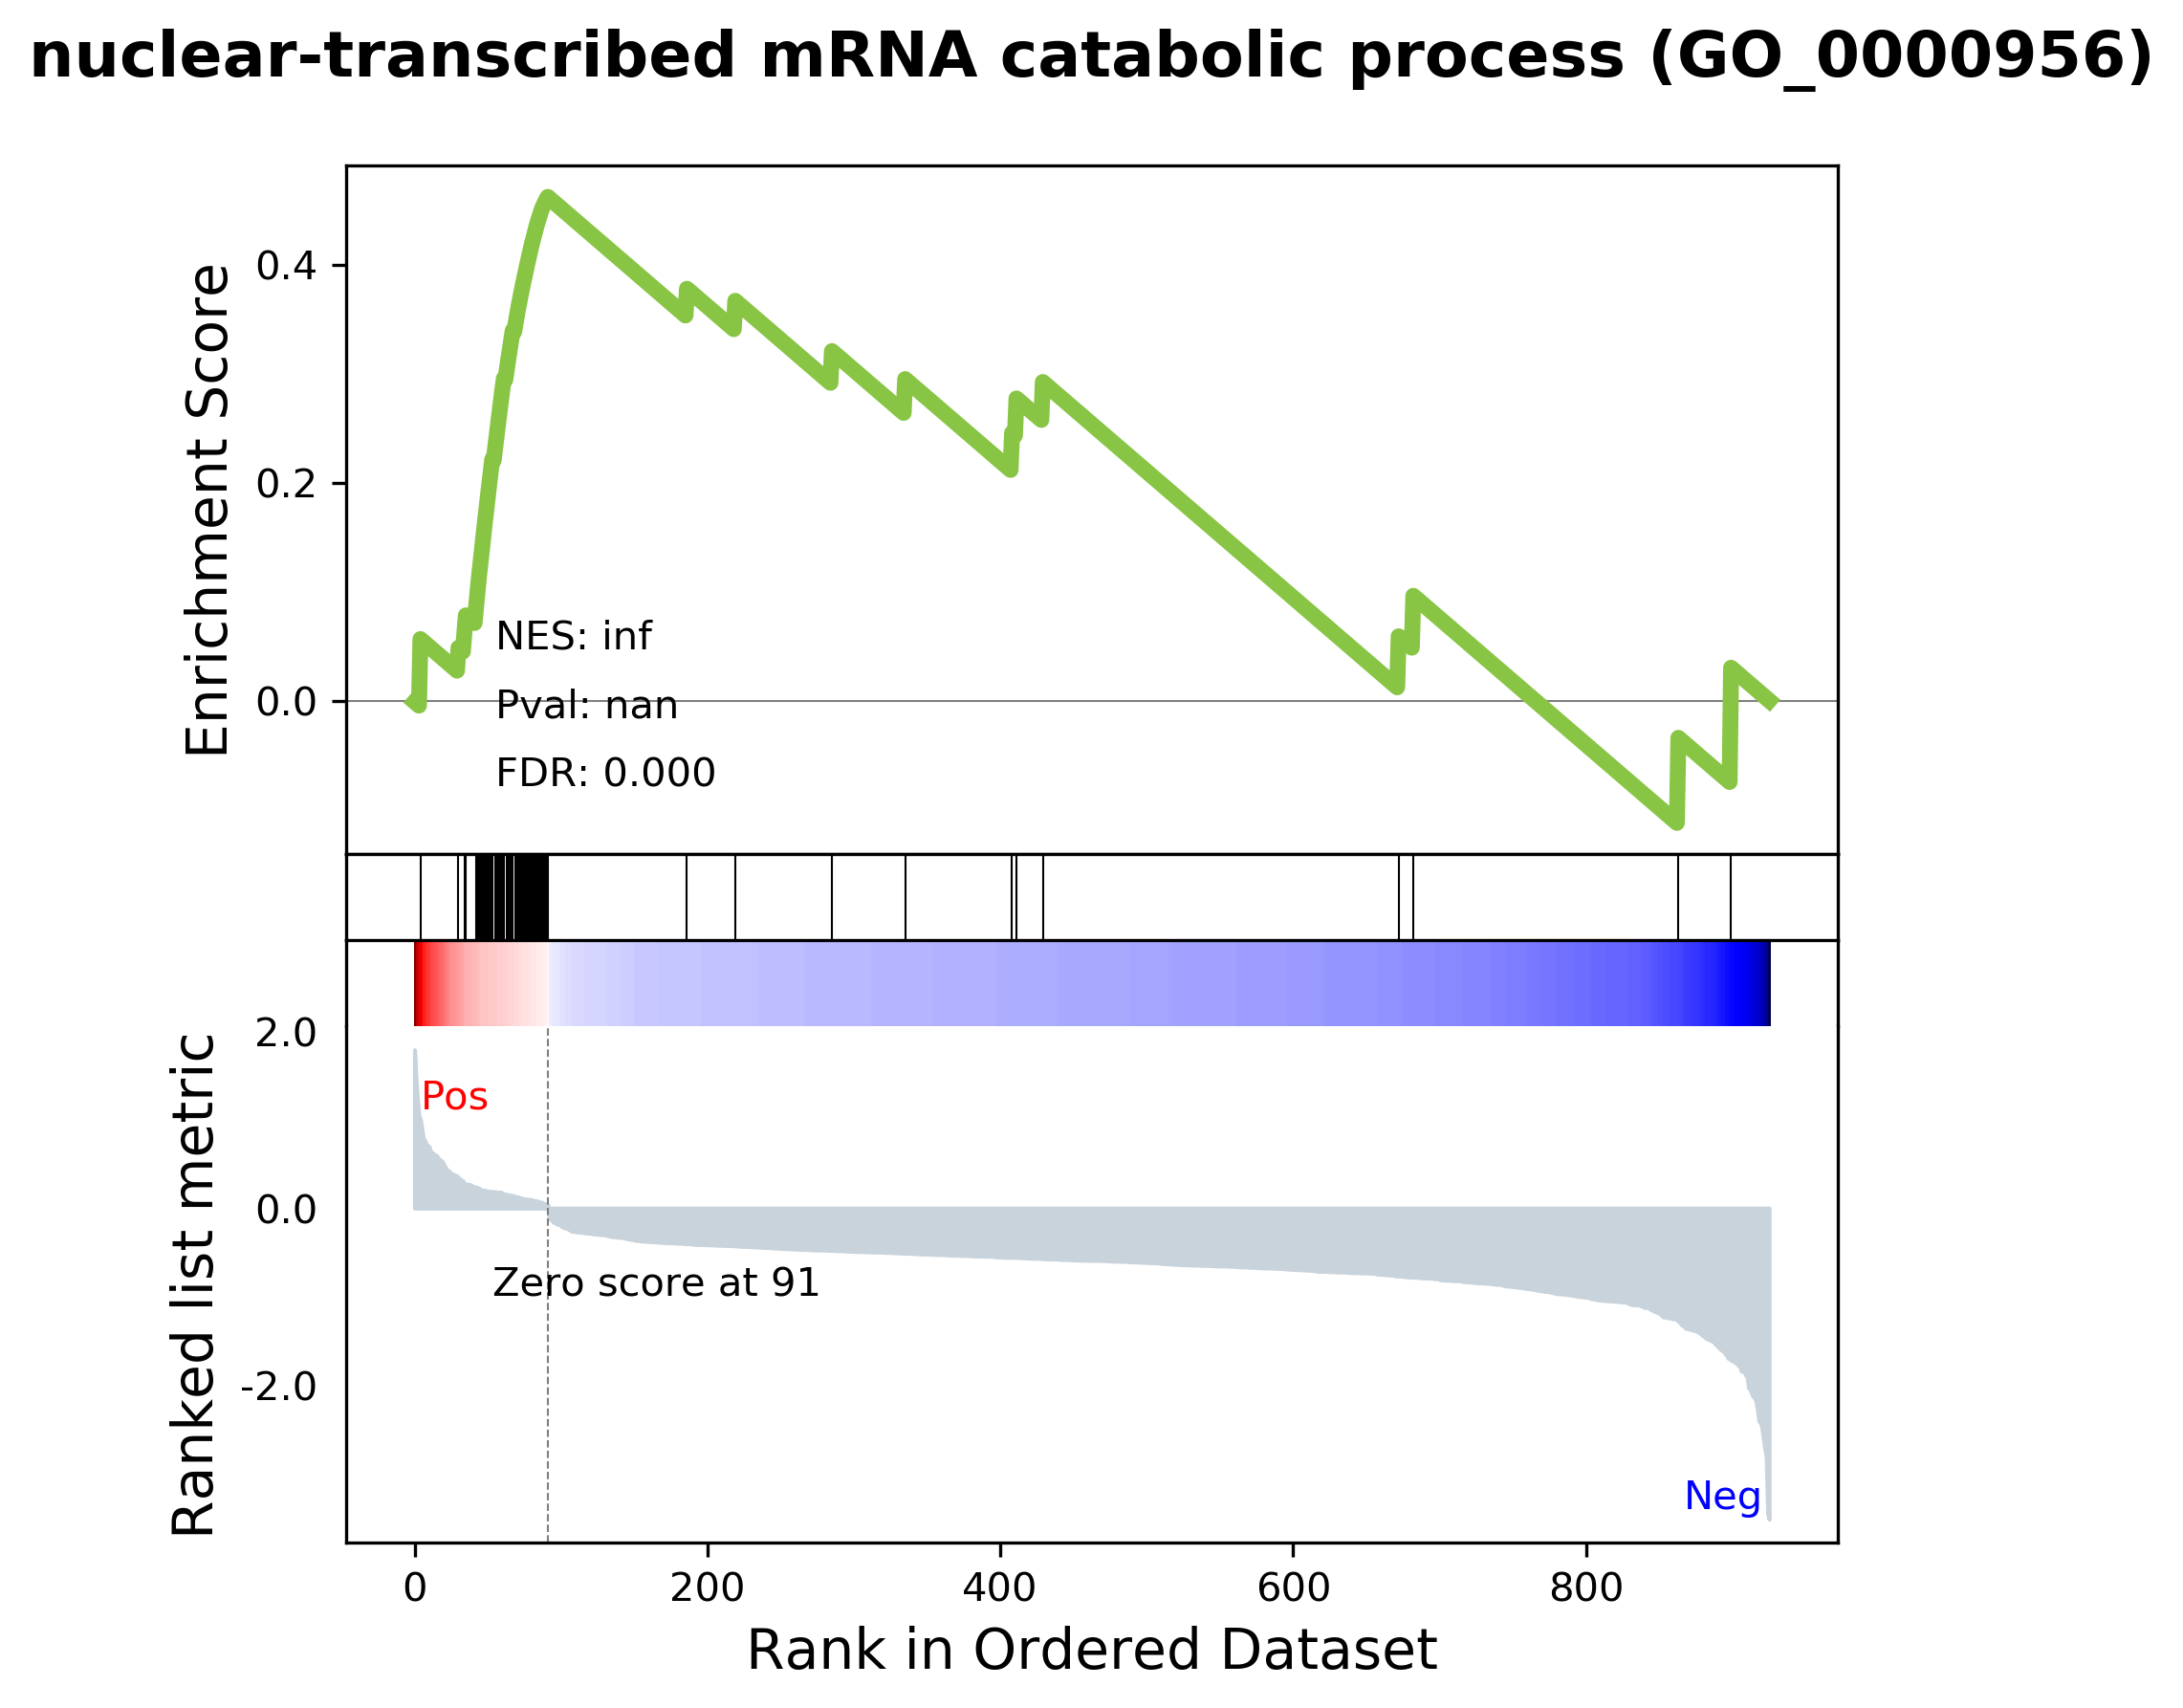 nuclear-transcribed mRNA catabolic process (GO_0000956)
Enrichment Score
0.4
0.2
0.0
NES: inf
Pval: nan
FDR: 0.000
Ranked list metric
2.0
0.0
-2.0
Pos
Zero score at 91
Neg
0 200 400 600 800
Rank in Ordered Dataset